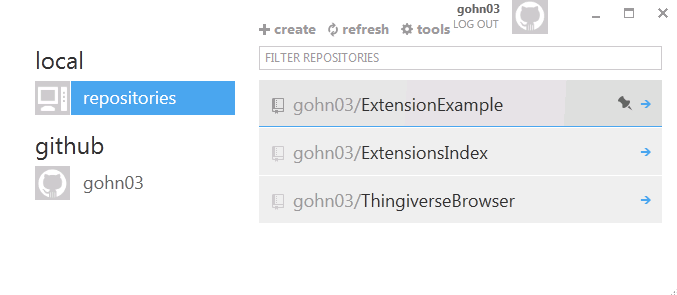 gohn03
LOG OUT
create refresh tools
local
repositories
github
gohn03
FILTER REPOSITORIES
gohn03/ExtensionExample
gohn03/ExtensionsIndex
gohn03/ThingiverseBrowser